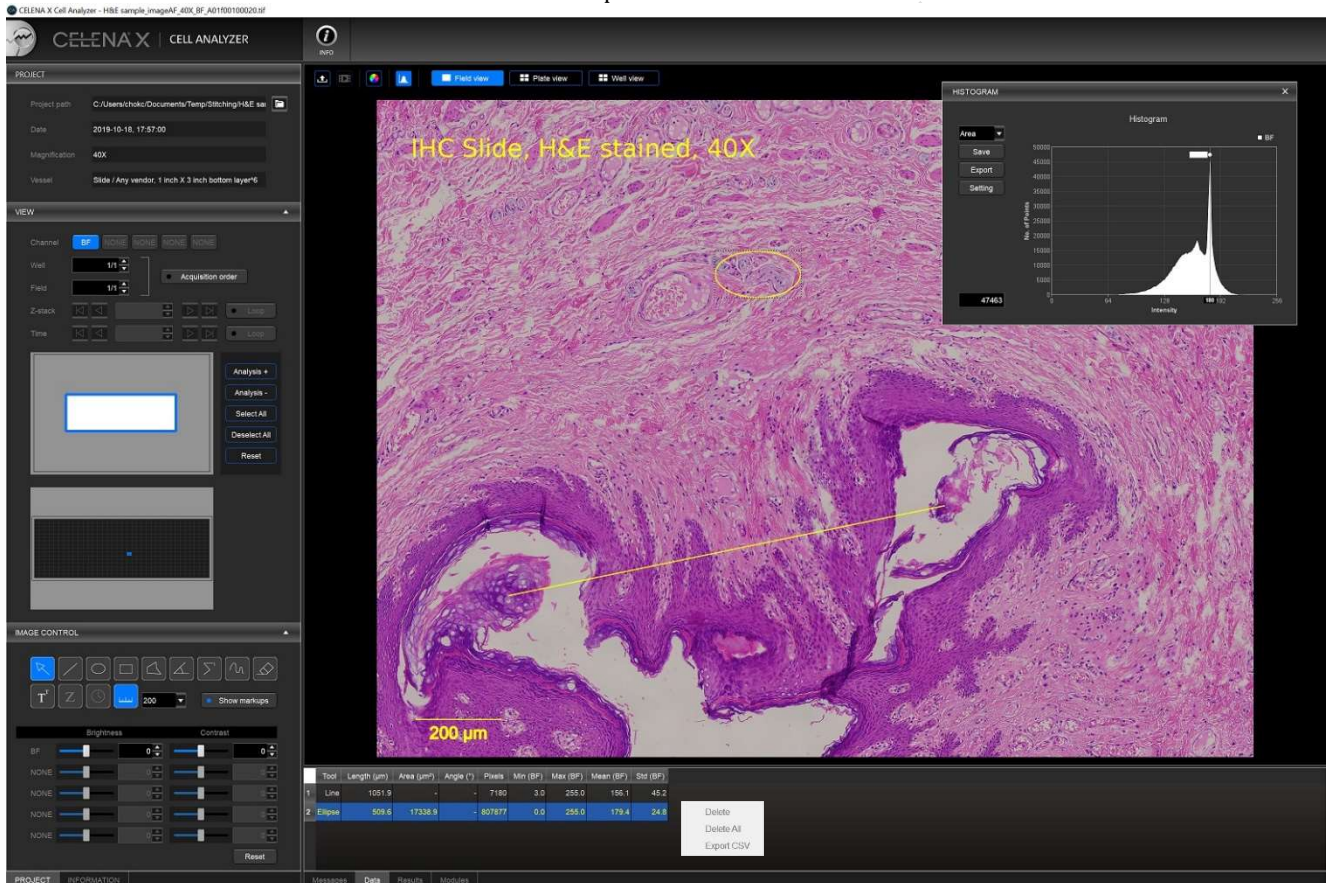 CELENA X Cell Analyzer - H&E sample_imageAF_40X_BF_A01f00100020.tif
CELENA X | CELL ANALYZER
INFO
PROJECT
Project path C:/Users/chokc/Documents/Temp/Stitching/H&E sa
Date 2019-10-18, 17:57:00
Magnification 40X
Vessel Slide / Any vendor, 1 inch X 3 inch bottom layer*6
VIEW
Channel BF NONE NONE NONE NONE
Well 1/1
Field 1/1
Acquisition order
Z-stack Loop
Time Loop
Analysis +
Analysis -
Select All
Deselect All
Reset
IMAGE CONTROL
T Z 200 Show markups
Brightness Contrast
BF 0 0
NONE 0 0
NONE 0 0
NONE 0 0
NONE 0 0
Reset
PROJECT INFORMATION
Field view Plate view Well view
IHC Slide, H&E stained, 40X
200 µm
HISTOGRAM X
Histogram
Area
Save
Export
Setting
47463
BF
No. of Points
50000
45000
40000
35000
30000
25000
20000
15000
10000
5000
0
0 64 128 180 192 256
Intensity
Tool Length (µm) Area (µm²) Angle (°) Pixels Min (BF) Max (BF) Mean (BF) Std (BF)
1 Line 1051.9 - - 7180 3.0 255.0 156.1 45.2
2 Ellipse 509.6 17338.9 - 807877 0.0 255.0 179.4 24.8
Delete
Delete All
Export CSV
Messages Data Results Modules